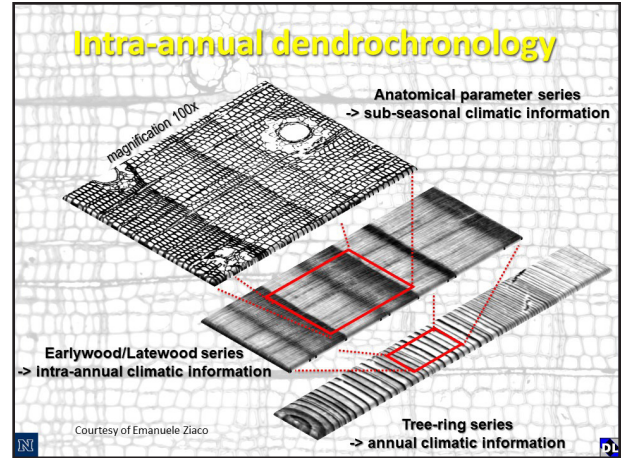 Intra-annual dendrochronology
Anatomical parameter series
-> sub-seasonal climatic information
magnification 100x
Earlywood/Latewood series
-> intra-annual climatic information
Courtesy of Emanuele Ziaco
Tree-ring series
-> annual climatic information
N
DL